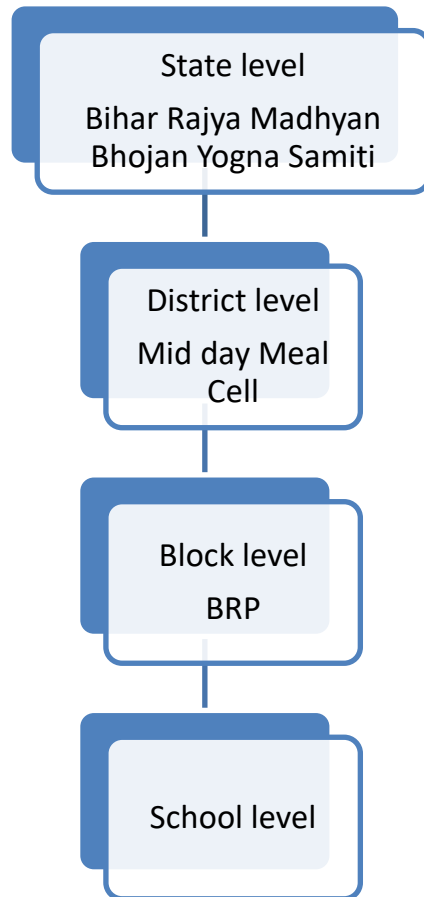 State level
Bihar Rajya Madhyan
Bhojan Yogna Samiti
District level
Mid day Meal
Cell
Block level
BRP
School level